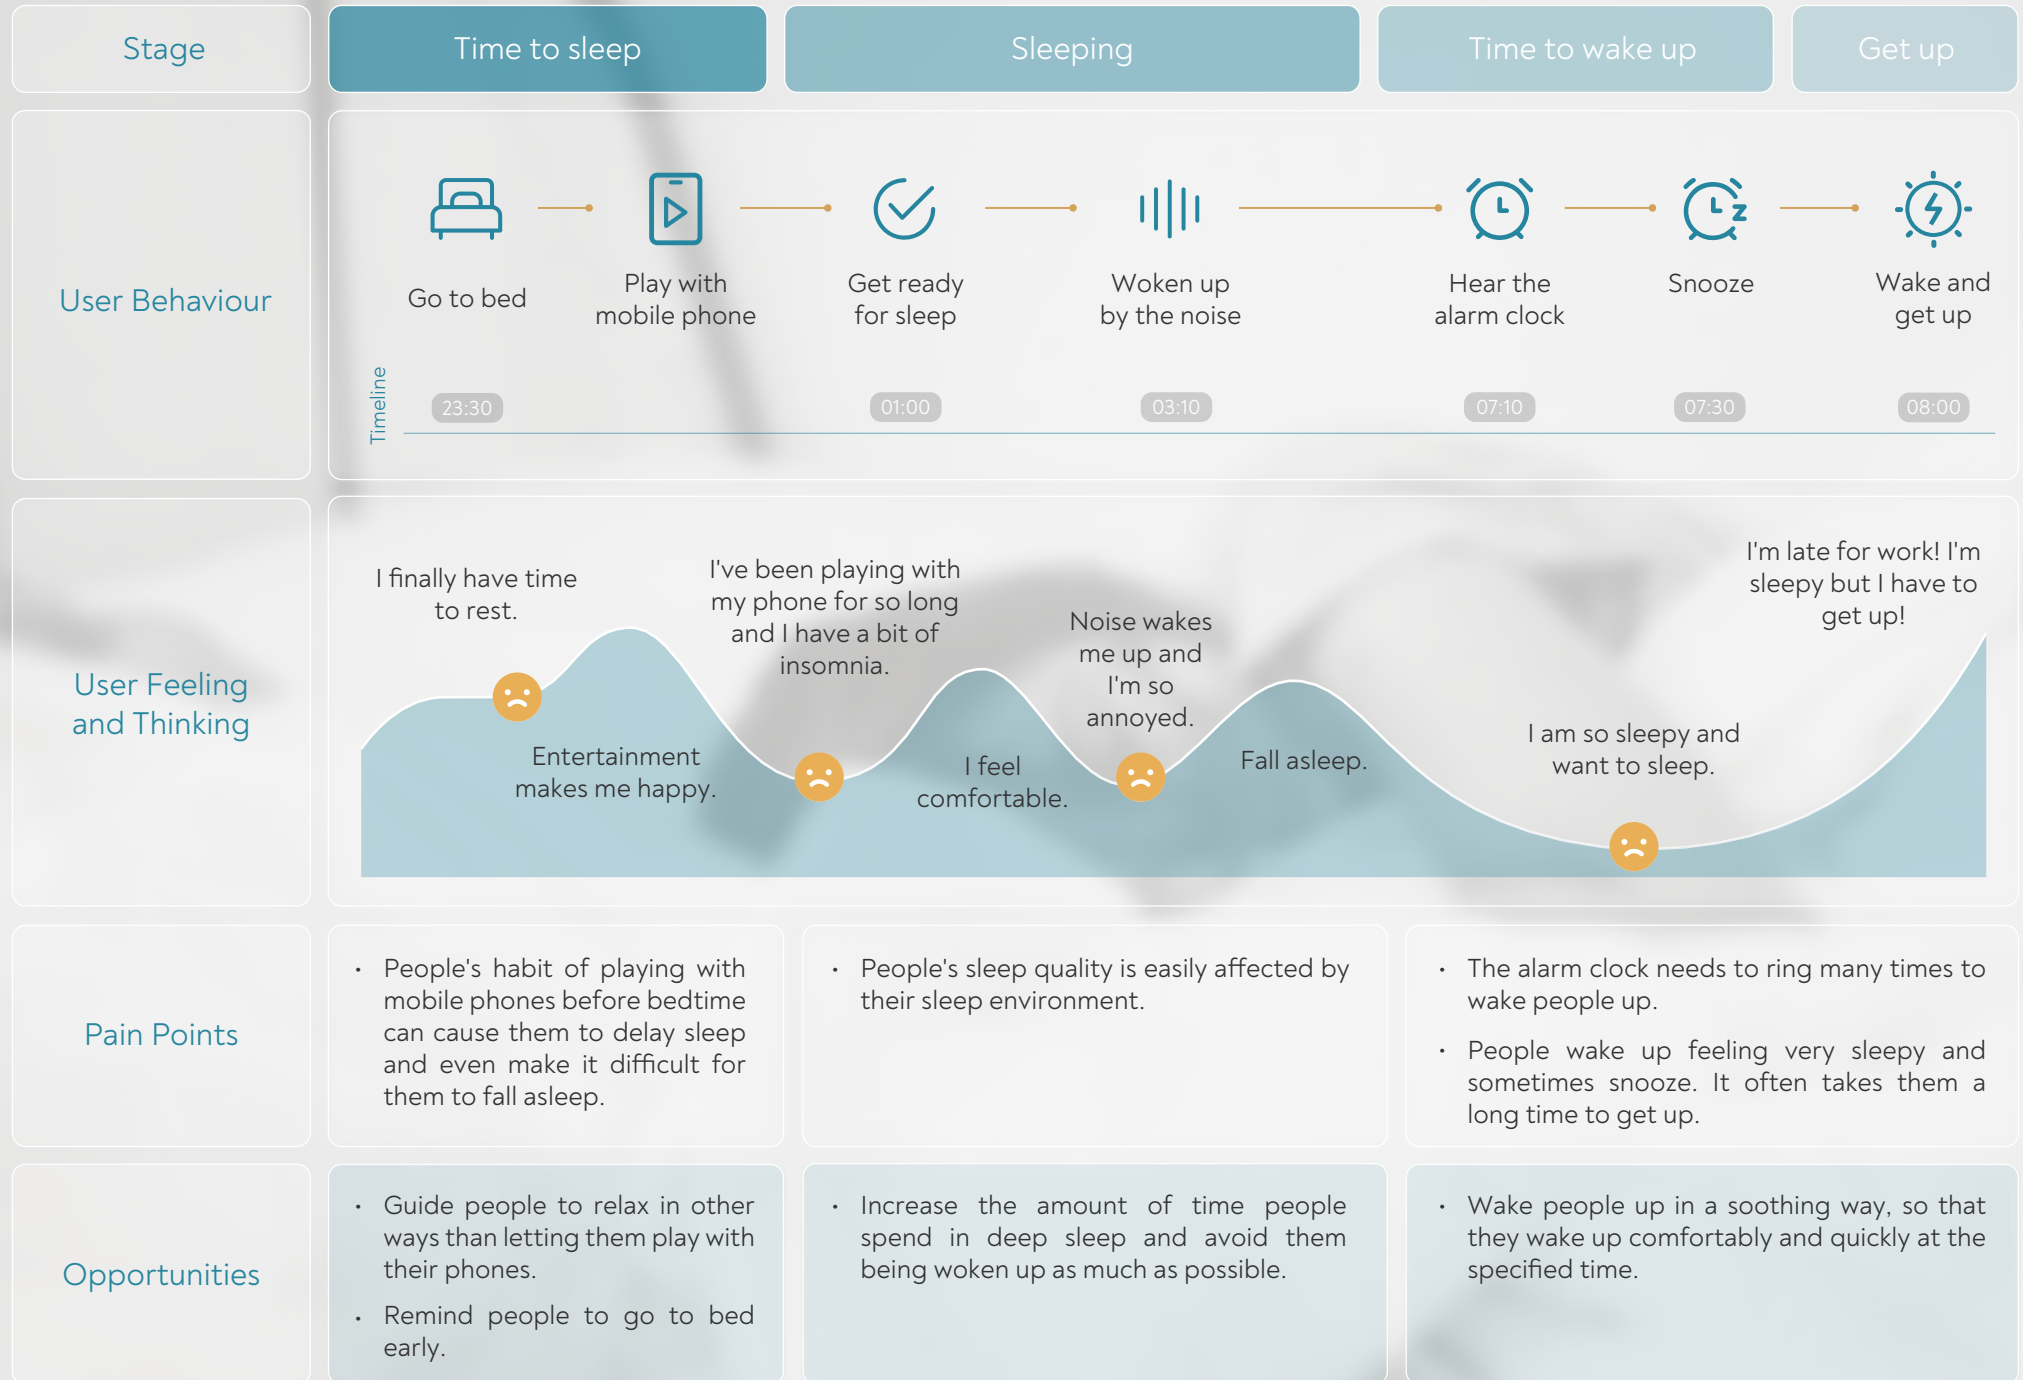 Stage
Time to sleep
Sleeping
Time to wake up
Get up
User Behaviour
Go to bed
Play with
mobile phone
Get ready
for sleep
Woken up
by the noise
Hear the
alarm clock
Snooze
Wake and
get up
Timeline
23:30
01:00
03:10
07:10
07:30
08:00
User Feeling
and Thinking
I finally have time
to rest.
Entertainment
makes me happy.
I've been playing with
my phone for so long
and I have a bit of
insomnia.
I feel
comfortable.
Noise wakes
me up and
I'm so
annoyed.
Fall asleep.
I am so sleepy and
want to sleep.
I'm late for work! I'm
sleepy but I have to
get up!
Pain Points
• People's habit of playing with
mobile phones before bedtime
can cause them to delay sleep
and even make it difficult for
them to fall asleep.
• People's sleep quality is easily affected by
their sleep environment.
• The alarm clock needs to ring many times to
wake people up.
• People wake up feeling very sleepy and
sometimes snooze. It often takes them a
long time to get up.
Opportunities
• Guide people to relax in other
ways than letting them play with
their phones.
• Remind people to go to bed
early.
• Increase the amount of time people
spend in deep sleep and avoid them
being woken up as much as possible.
• Wake people up in a soothing way, so that
they wake up comfortably and quickly at the
specified time.